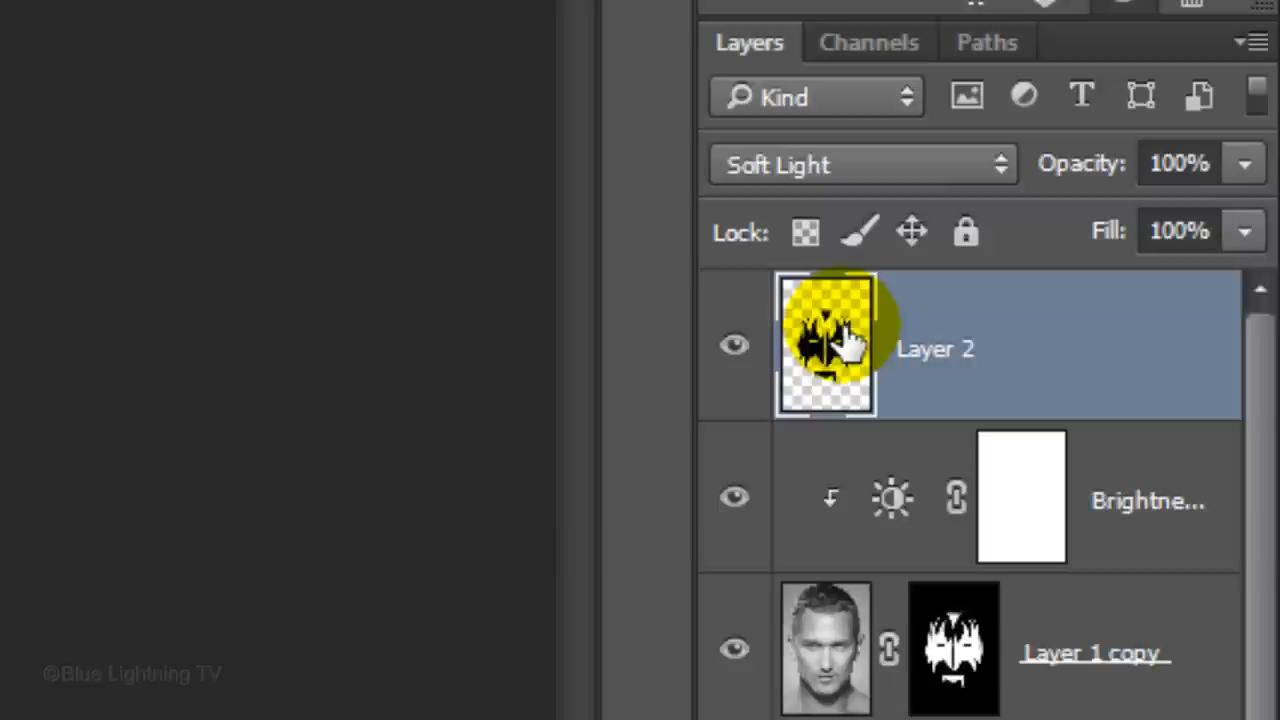 Layers Channels Paths
Kind T
Soft Light Opacity: 100%
Lock: Fill: 100%
Layer 2
Brightne...
Layer 1 copy
©Blue Lightning TV